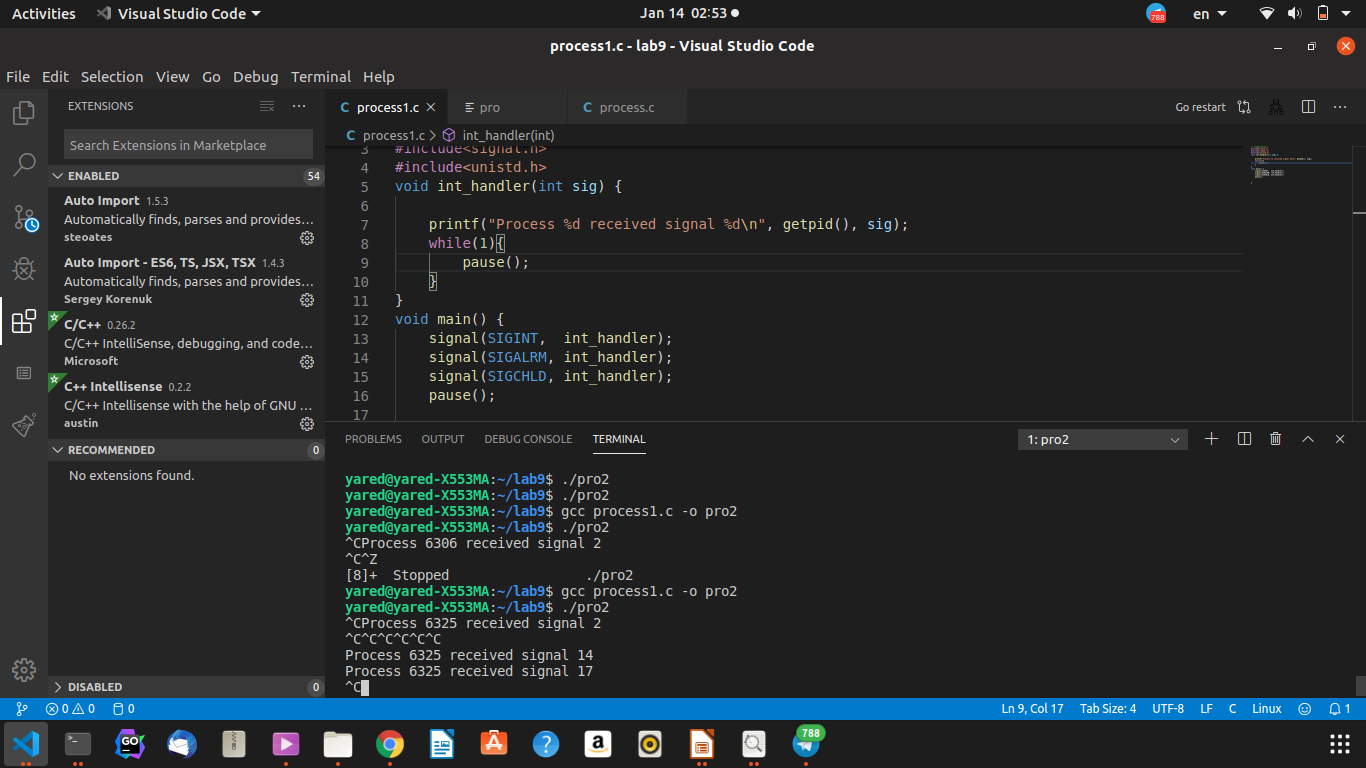 Activities Visual Studio Code Jan 14 02:53 788 en
process1.c - lab9 - Visual Studio Code
File Edit Selection View Go Debug Terminal Help
EXTENSIONS
Search Extensions in Marketplace
ENABLED 54
Auto Import 1.5.3
Automatically finds, parses and provides...
steoates
Auto Import - ES6, TS, JSX, TSX 1.4.3
Automatically finds, parses and provides...
Sergey Korenuk
C/C++ 0.26.2
C/C++ IntelliSense, debugging, and code...
Microsoft
C++ Intellisense 0.2.2
C/C++ Intellisense with the help of GNU ...
austin
RECOMMENDED 0
No extensions found.
DISABLED 0
C process1.c pro C process.c Go restart
C process1.c > int_handler(int)
3 #include<signal.h>
4 #include<unistd.h>
5 void int_handler(int sig) {
6
7 printf("Process %d received signal %d\n", getpid(), sig);
8 while(1){
9 pause();
10 }
11 }
12 void main() {
13 signal(SIGINT,  int_handler);
14 signal(SIGALRM, int_handler);
15 signal(SIGCHLD, int_handler);
16 pause();
17
PROBLEMS OUTPUT DEBUG CONSOLE TERMINAL 1: pro2
yared@yared-X553MA:~/lab9$ ./pro2
yared@yared-X553MA:~/lab9$ ./pro2
yared@yared-X553MA:~/lab9$ gcc process1.c -o pro2
yared@yared-X553MA:~/lab9$ ./pro2
^CProcess 6306 received signal 2
^C^Z
[8]+  Stopped                 ./pro2
yared@yared-X553MA:~/lab9$ gcc process1.c -o pro2
yared@yared-X553MA:~/lab9$ ./pro2
^CProcess 6325 received signal 2
^C^C^C^C^C^C
Process 6325 received signal 14
Process 6325 received signal 17
^C
0 0 0 Ln 9, Col 17 Tab Size: 4 UTF-8 LF C Linux 1
GO a 788